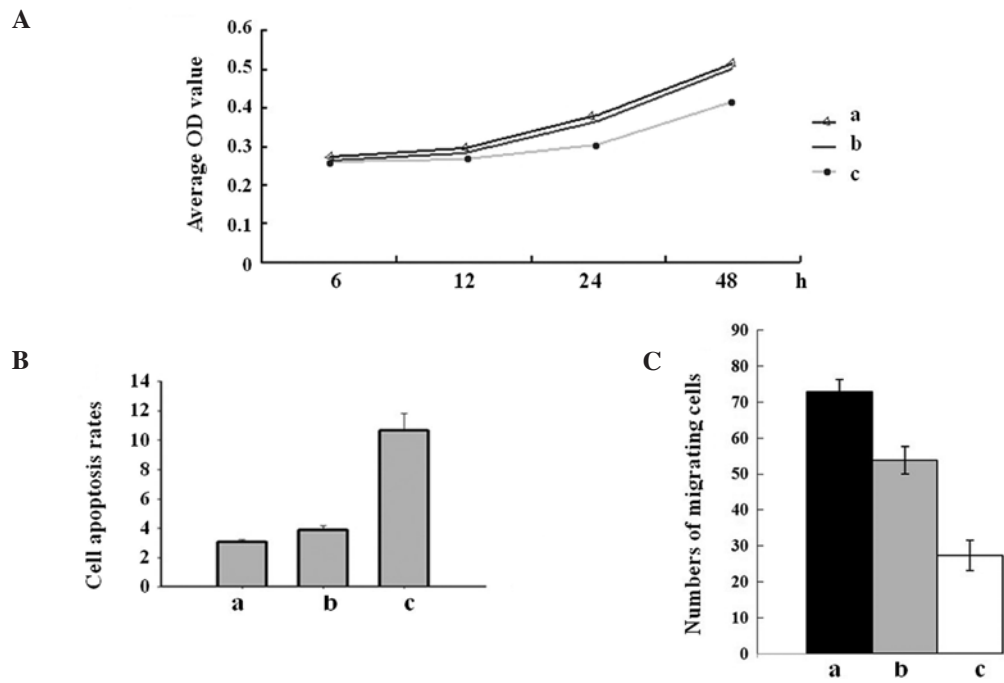 A
Average OD value
0.6
0.5
0.4
0.3
0.2
0.1
0
6 12 24 48 h
a
b
c
B
Cell apoptosis rates
14
12
10
8
6
4
2
0
a b c
C
Numbers of migrating cells
90
80
70
60
50
40
30
20
10
0
a b c